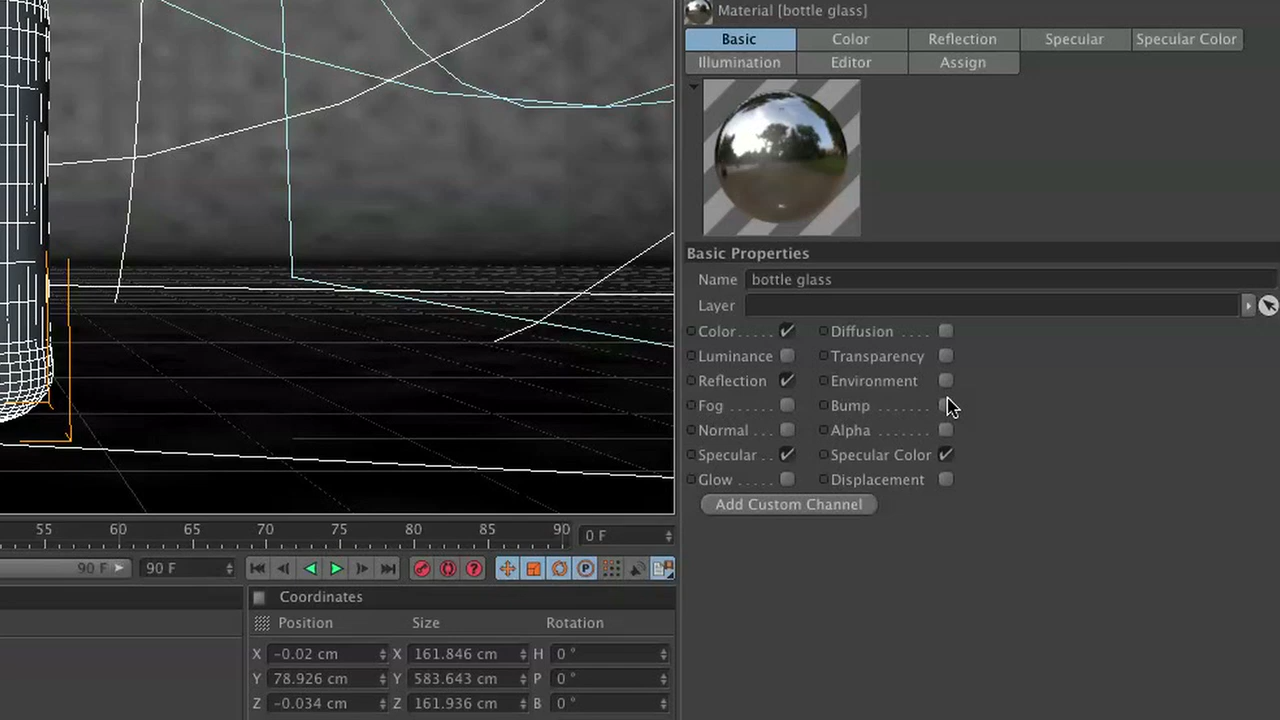 Material [bottle glass]
Basic Color Reflection Specular Specular Color
Illumination Editor Assign
Basic Properties
Name bottle glass
Layer
Color..... Diffusion ....
Luminance Transparency
Reflection Environment
Fog ...... Bump .......
Normal ... Alpha .......
Specular .. Specular Color
Glow ..... Displacement
Add Custom Channel
55 60 65 70 75 80 85 90 0 F
90 F 90 F
Coordinates
Position Size Rotation
X -0.02 cm X 161.846 cm H 0 °
Y 78.926 cm Y 583.643 cm P 0 °
Z -0.034 cm Z 161.936 cm B 0 °